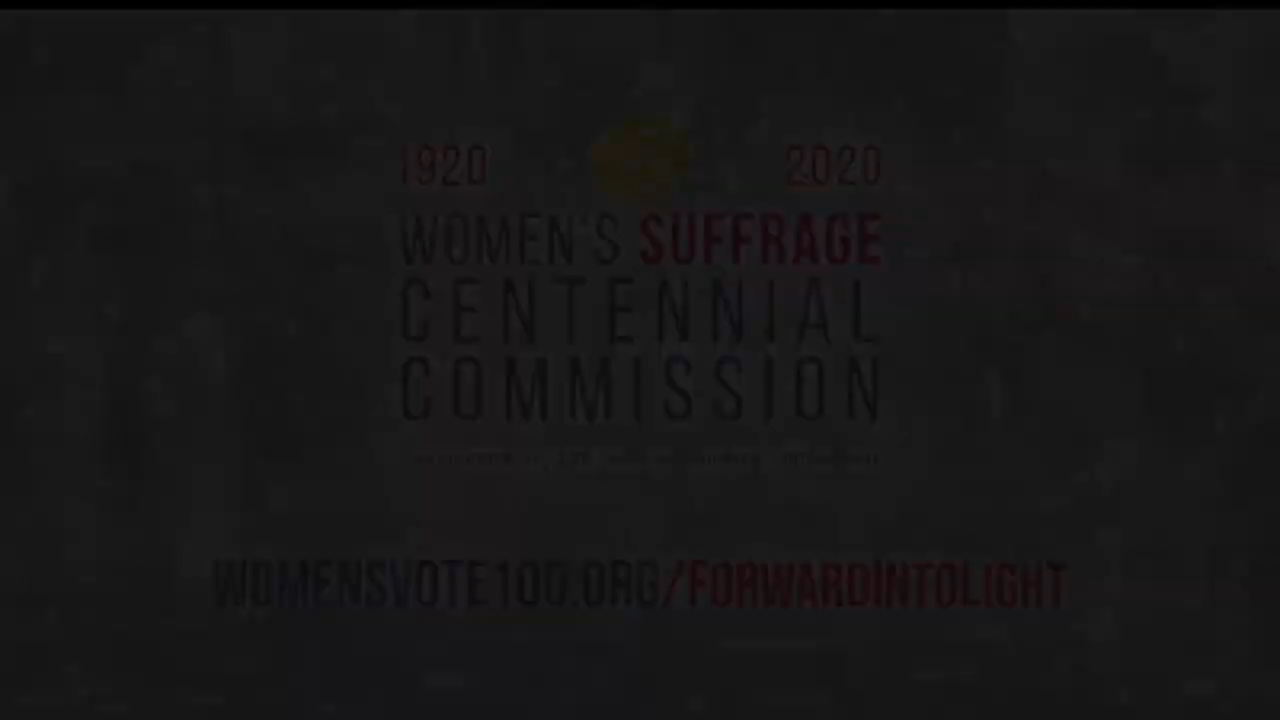 1920 2020
WOMEN'S SUFFRAGE
CENTENNIAL
COMMISSION
WOMENSVOTE100.ORG/FORWARDINTOLIGHT